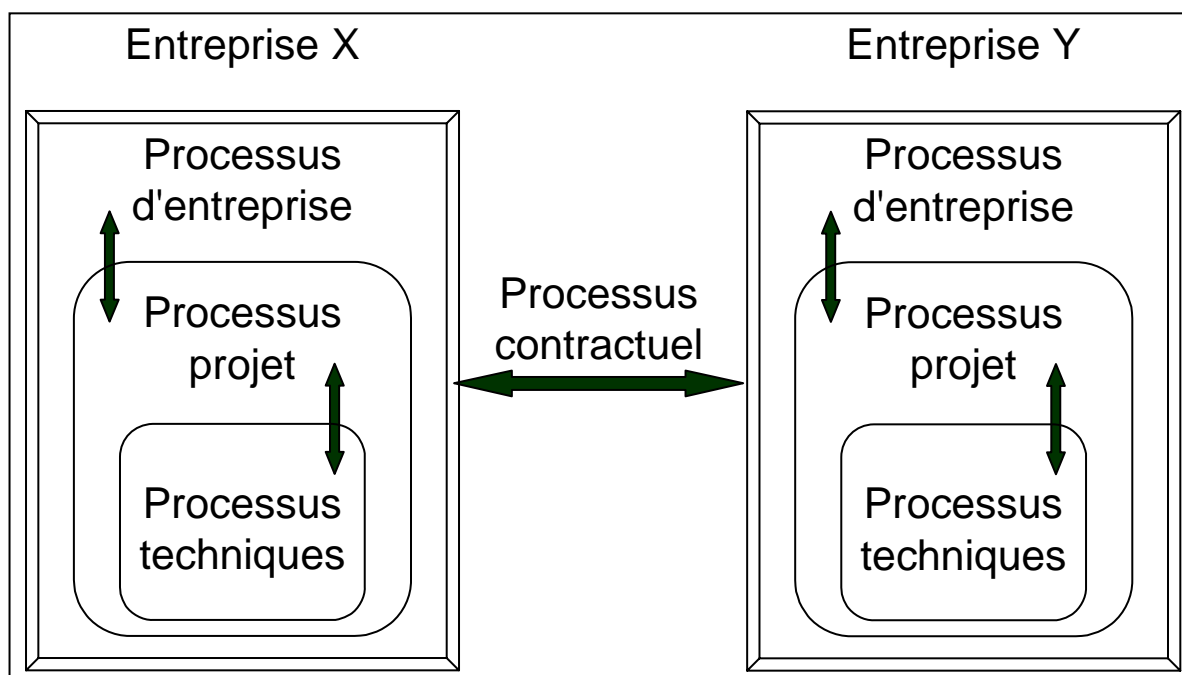 Entreprise X
Processus
d'entreprise
Processus
projet
Processus
techniques
Processus
contractuel
Entreprise Y
Processus
d'entreprise
Processus
projet
Processus
techniques